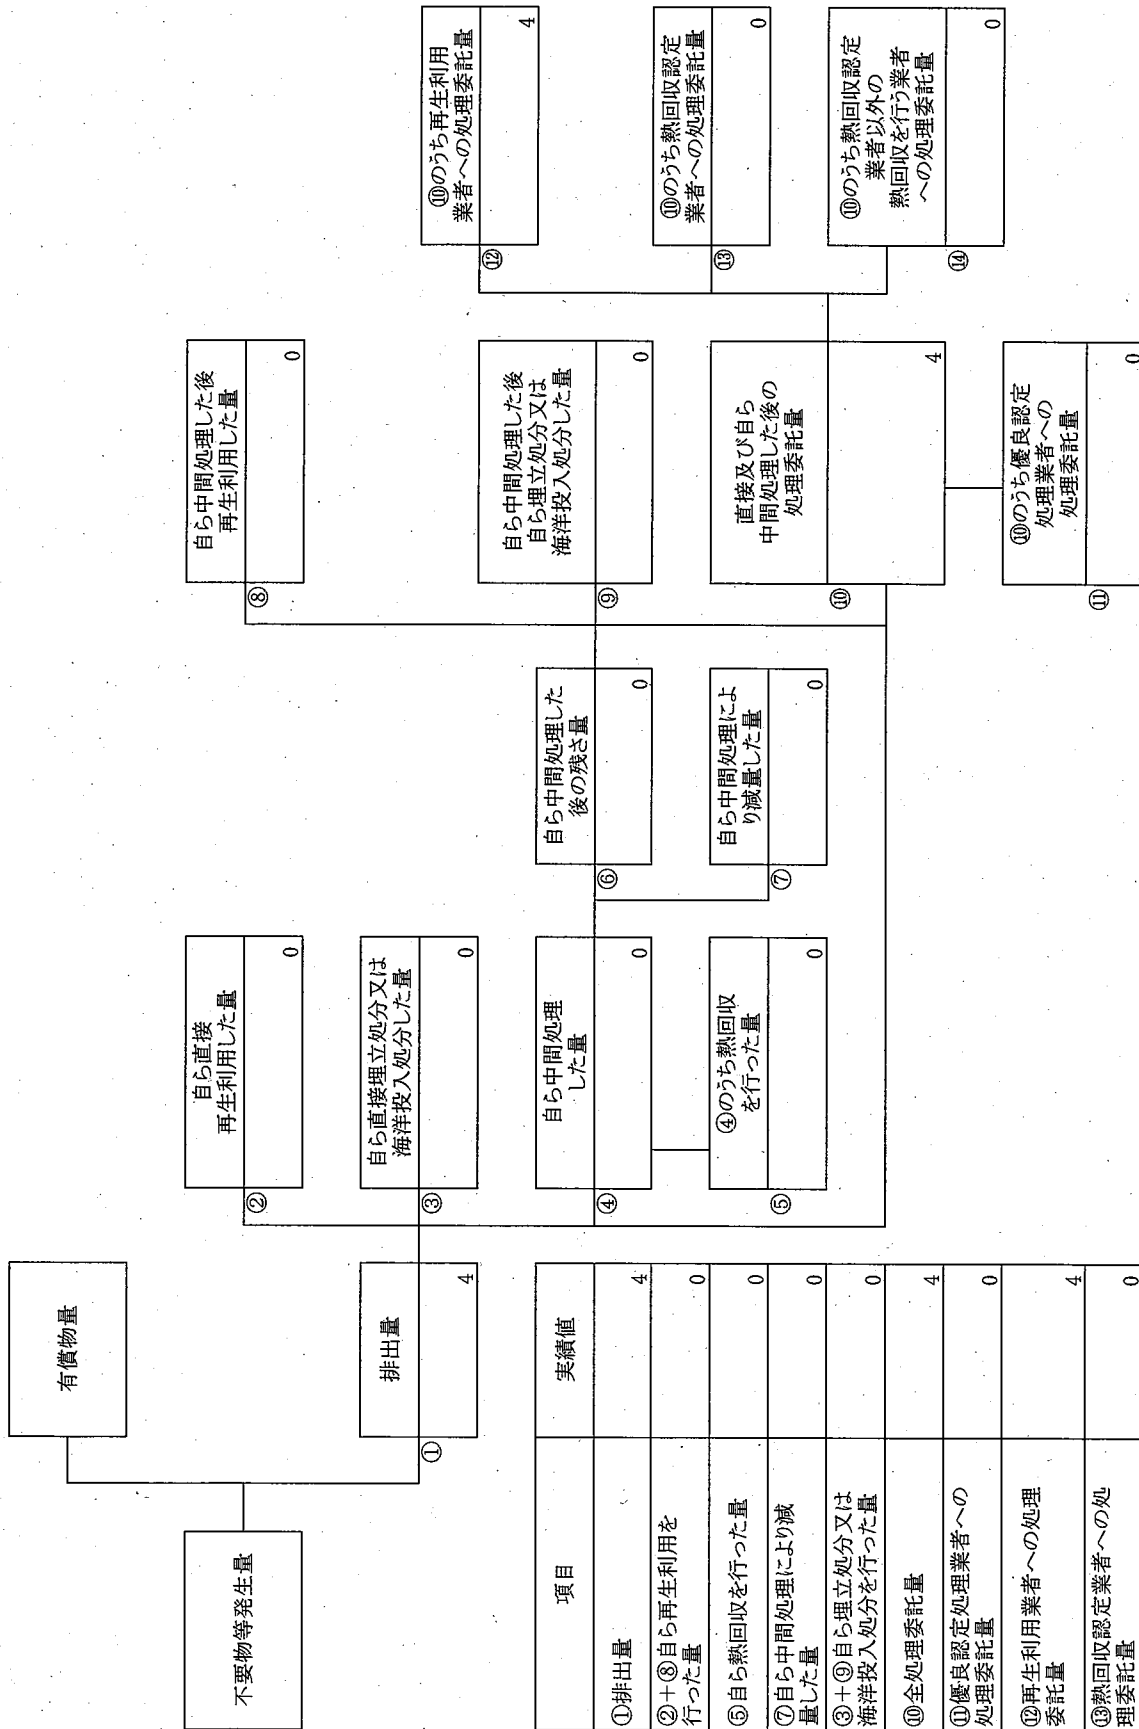 不要物等発生量
有償物量
排出量
①
4
自ら直接
再生利用した量
②
0
自ら直接埋立処分又は
海洋投入処分した量
③
0
自ら中間処理
した量
④
0
④のうち熱回収
を行った量
⑤
0
自ら中間処理した
後の残さ量
⑥
0
自ら中間処理によ
り減量した量
⑦
0
自ら中間処理した後
再生利用した量
⑧
0
自ら中間処理した後
自ら埋立処分又は
海洋投入処分した量
⑨
0
直接及び自ら
中間処理した後の
処理委託量
⑩
4
⑩のうち優良認定
処理業者への
処理委託量
⑪
0
⑩のうち再生利用
業者への処理委託量
⑫
4
⑩のうち熱回収認定
業者への処理委託量
⑬
0
⑩のうち熱回収認定
業者以外の
熱回収を行う業者
への処理委託量
⑭
0
項目 実績値
①排出量 4
②+⑧自ら再生利用を
行った量 0
⑤自ら熱回収を行った量 0
⑦自ら中間処理により減
量した量 0
③+⑨自ら埋立処分又は
海洋投入処分を行った量 0
⑩全処理委託量 4
⑪優良認定処理業者への
処理委託量 0
⑫再生利用業者への処理
委託量 4
⑬熱回収認定業者への処
理委託量 0